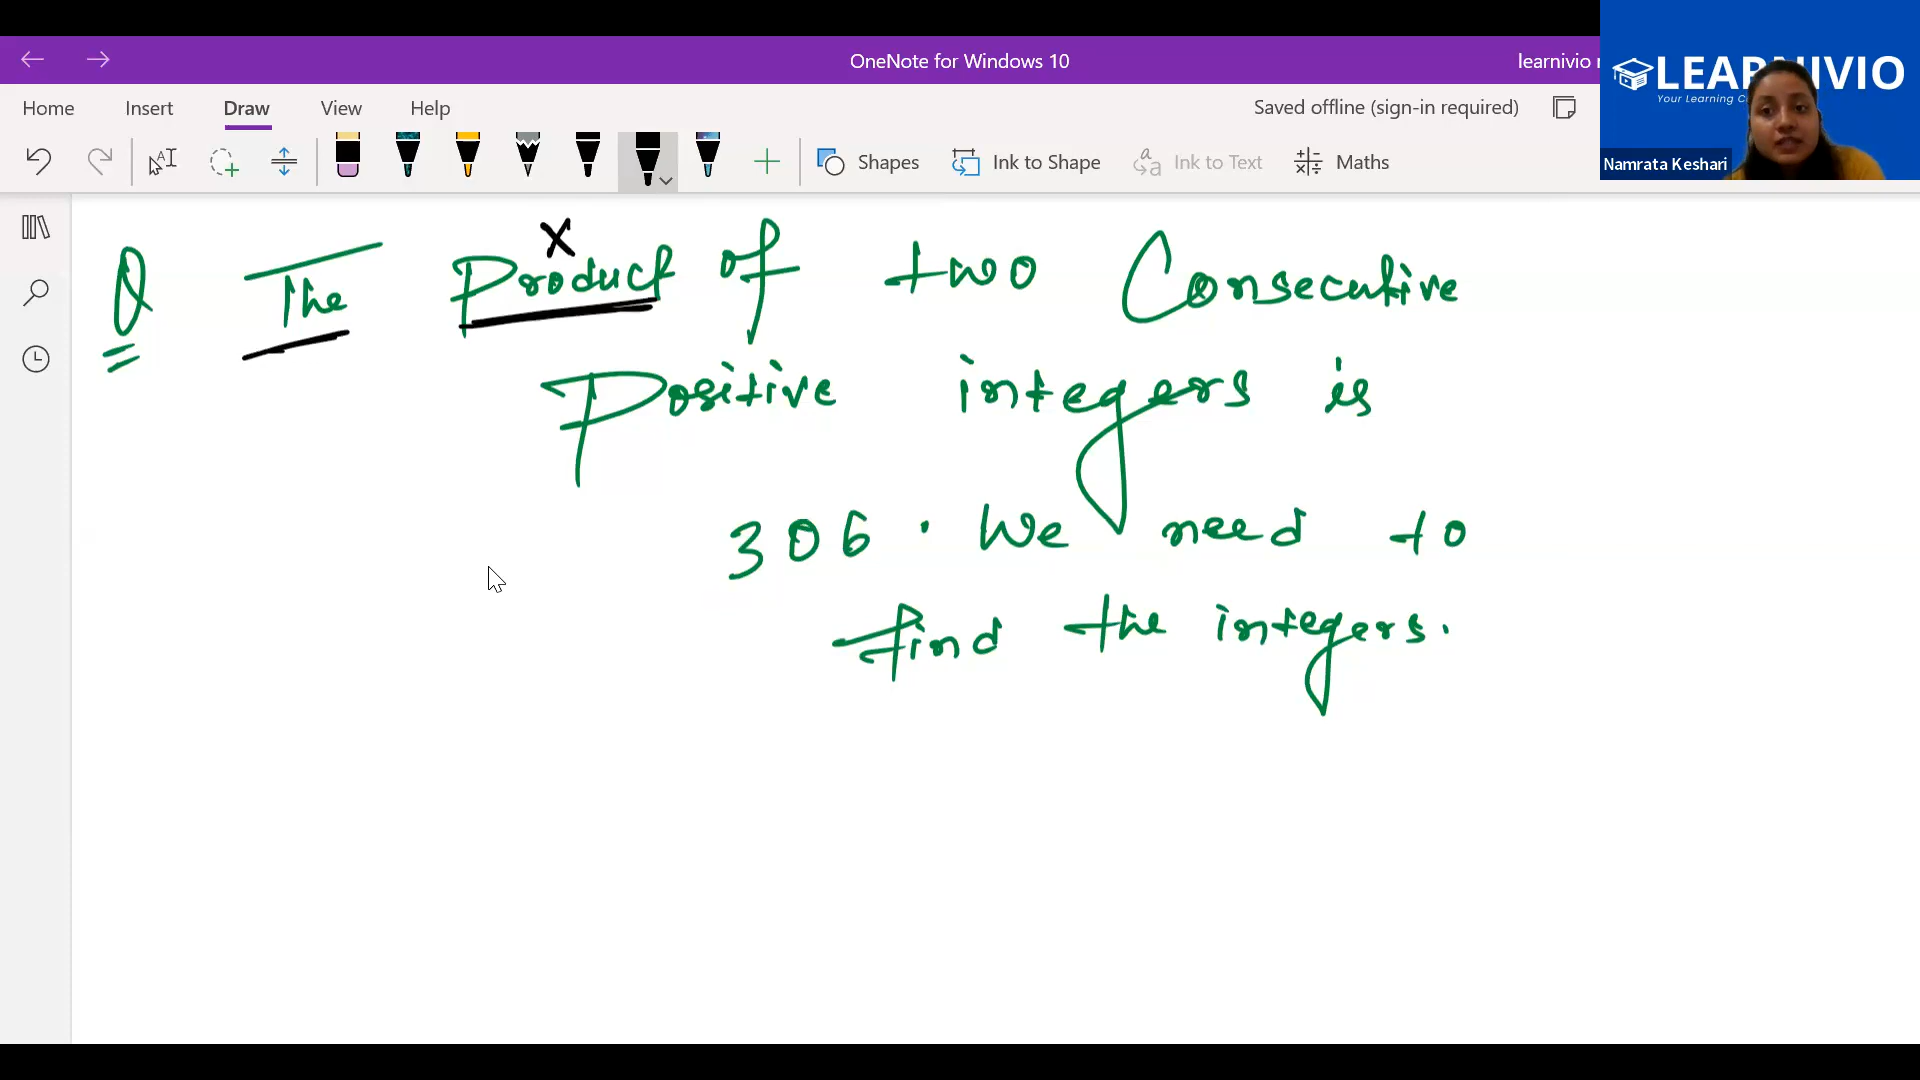 OneNote for Windows 10
learnivio
LEARNIVIO
Your Learning
Namrata Keshari
Home Insert Draw View Help
Saved offline (sign-in required)
Shapes Ink to Shape Ink to Text Maths
x
Q The Product of two Consecutive
Positive integers is
306. We need to
find the integers.